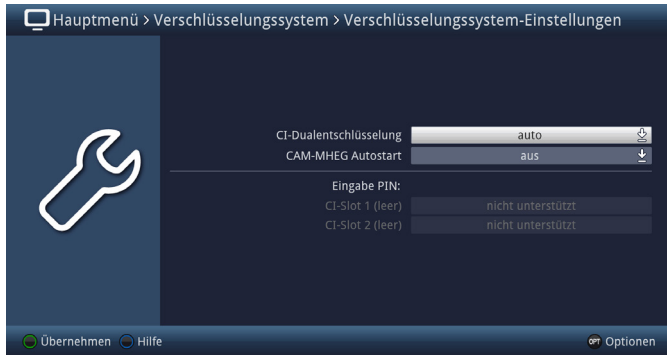 Hauptmenü > Verschlüsselungssystem > Verschlüsselungssystem-Einstellungen
CI-Dualentschlüsselung auto
CAM-MHEG Autostart aus
Eingabe PIN:
CI-Slot 1 (leer) nicht unterstützt
CI-Slot 2 (leer) nicht unterstützt
Übernehmen Hilfe OPT Optionen